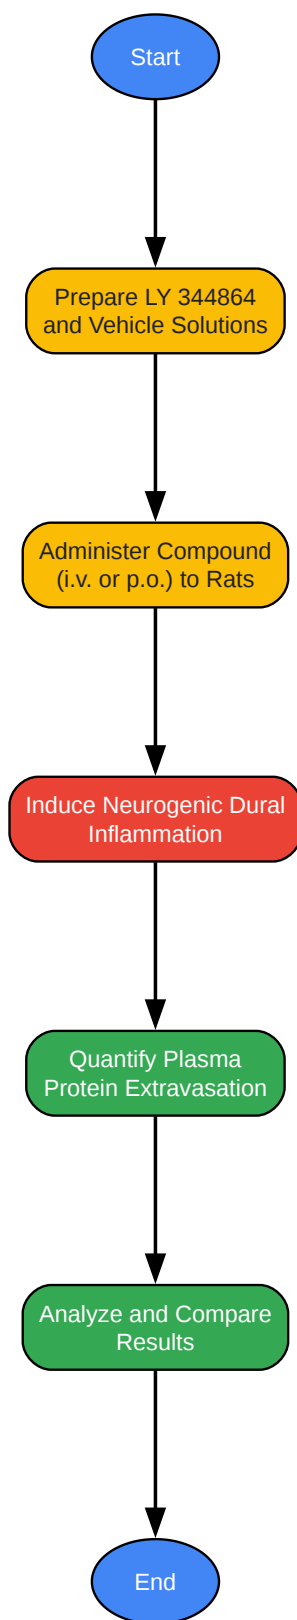 Start
Prepare LY 344864
and Vehicle Solutions
Administer Compound
(i.v. or p.o.) to Rats
Induce Neurogenic Dural
Inflammation
Quantify Plasma
Protein Extravasation
Analyze and Compare
Results
End